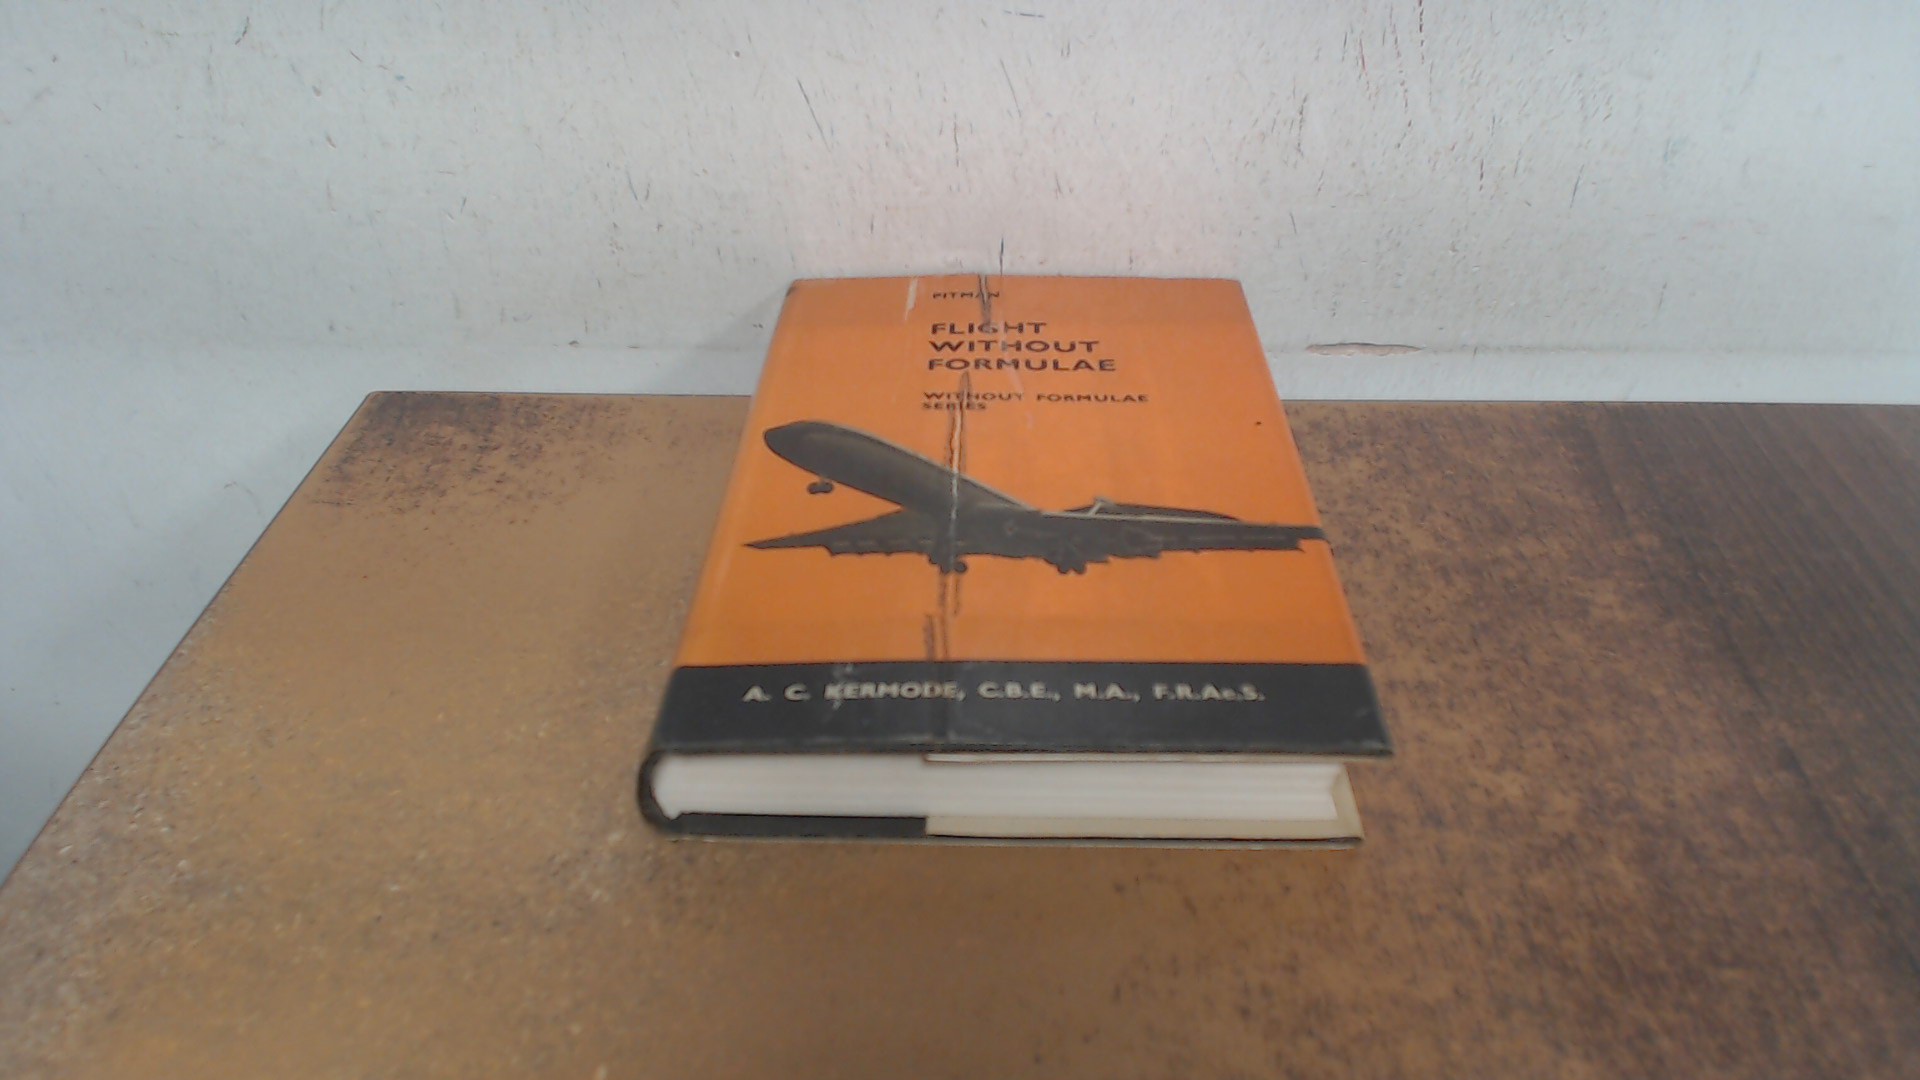 PITMAN
FLIGHT
WITHOUT
FORMULAE
WITHOUT FORMULAE
SERIES
A. C. KERMODE, C.B.E., M.A., F.R.Ae.S.